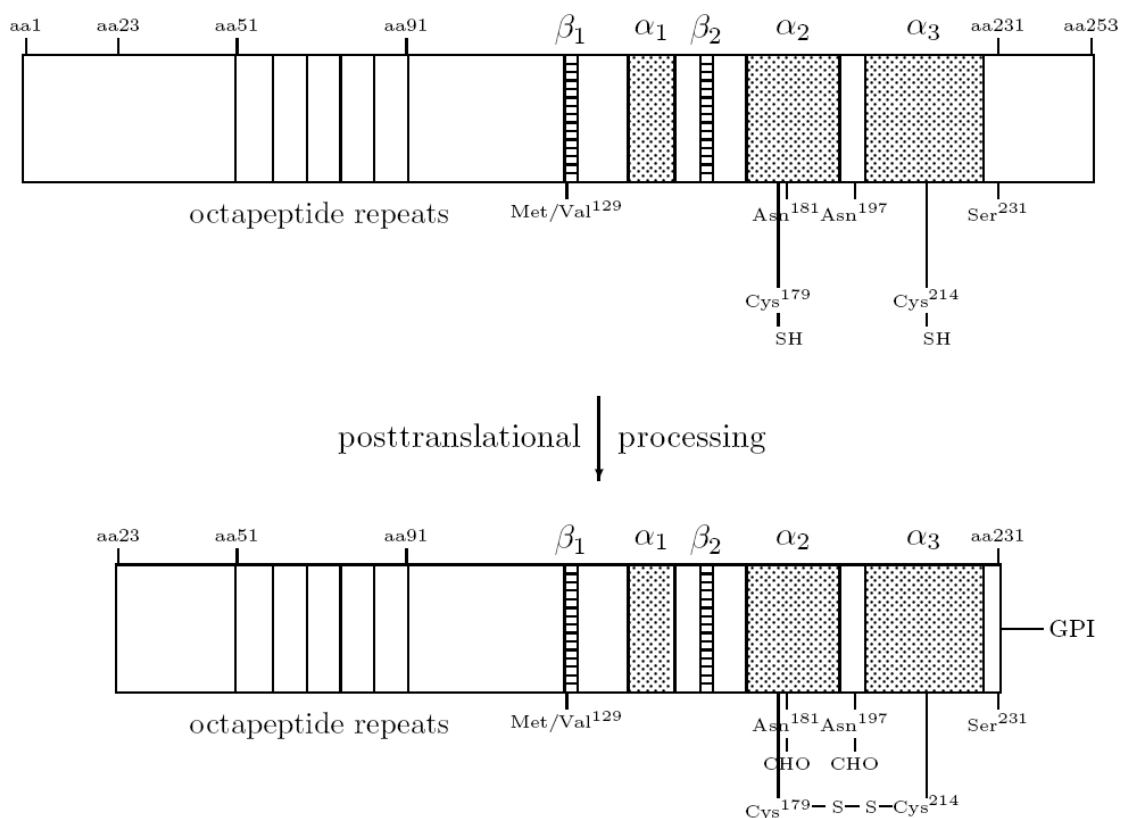 aa1 aa23 aa51 aa91 β₁ α₁ β₂ α₂ α₃ aa231 aa253
octapeptide repeats Met/Val¹²⁹ Asn¹⁸¹ Asn¹⁹⁷ Ser²³¹
Cys¹⁷⁹ Cys²¹⁴
SH SH
posttranslational processing
aa23 aa51 aa91 β₁ α₁ β₂ α₂ α₃ aa231
GPI
octapeptide repeats Met/Val¹²⁹ Asn¹⁸¹ Asn¹⁹⁷ Ser²³¹
CHO CHO
Cys¹⁷⁹ S S Cys²¹⁴